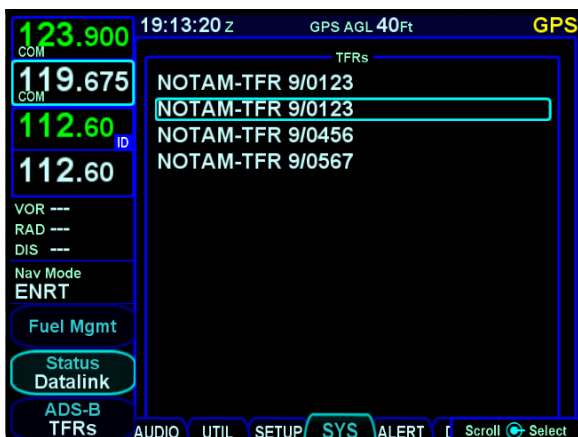 123.900
COM
119.675
COM
112.60
ID
112.60
VOR ---
RAD ---
DIS ---
Nav Mode
ENRT
Fuel Mgmt
Status
Datalink
ADS-B
TFRs
19:13:20 Z
GPS AGL 40Ft
GPS
TFRs
NOTAM-TFR 9/0123
NOTAM-TFR 9/0123
NOTAM-TFR 9/0456
NOTAM-TFR 9/0567
AUDIO UTIL SETUP SYS ALERT
Scroll Select